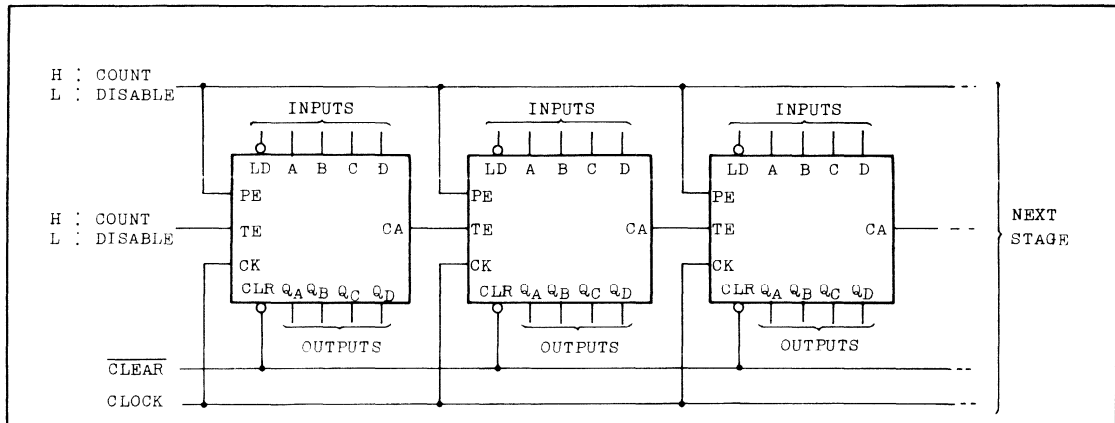 H : COUNT
L : DISABLE
INPUTS INPUTS INPUTS
LD A B C D LD A B C D LD A B C D
PE PE PE
H : COUNT
L : DISABLE
TE CA TE CA TE CA
NEXT
STAGE
CK CK CK
CLR QA QB QC QD CLR QA QB QC QD CLR QA QB QC QD
OUTPUTS OUTPUTS OUTPUTS
CLEAR
CLOCK